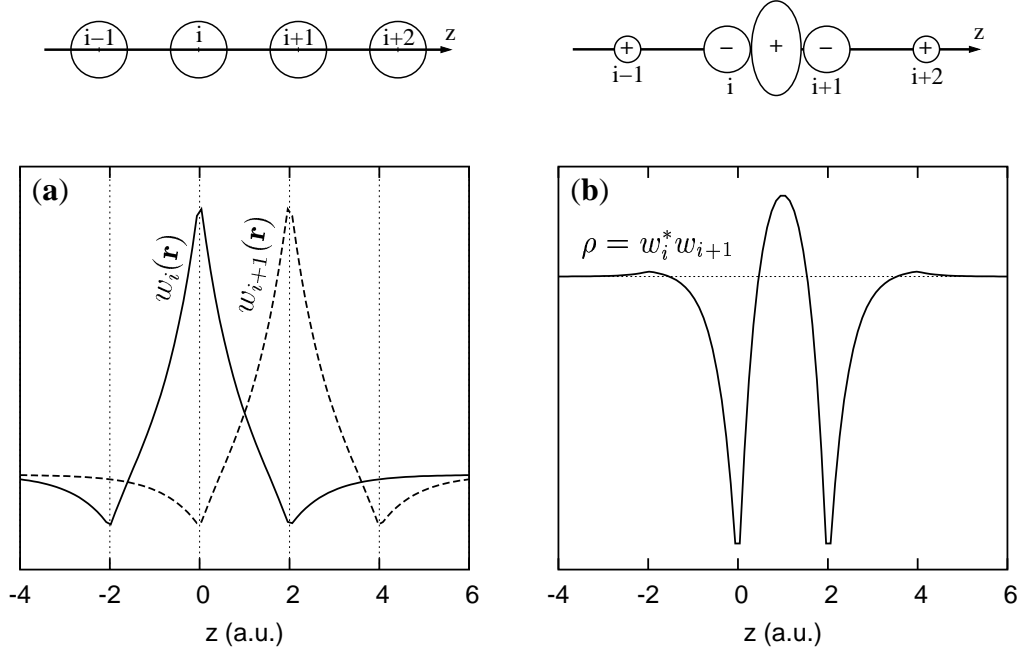 i−1 i i+1 i+2 z
+ − + − + z
i−1 i i+1 i+2
(a)
w_i(r)
w_{i+1}(r)
-4 -2 0 2 4 6
z (a.u.)
(b)
ρ = w_i^* w_{i+1}
-4 -2 0 2 4 6
z (a.u.)